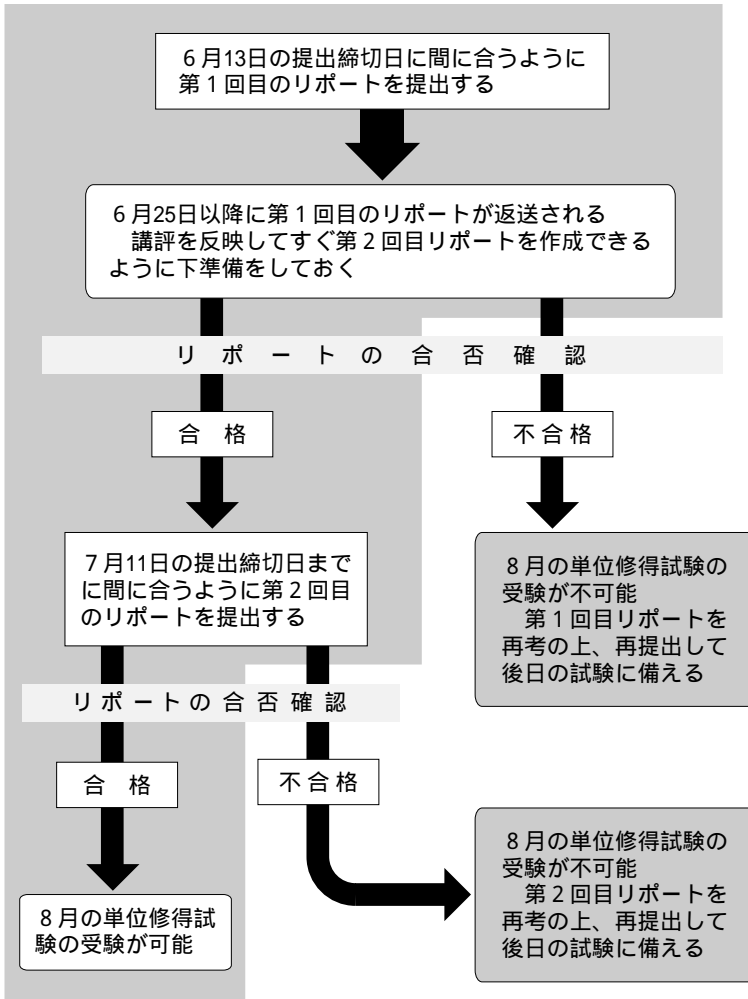 ６月13日の提出締切日に間に合うように
第１回目のリポートを提出する
６月25日以降に第１回目のリポートが返送される
　講評を反映してすぐ第２回目リポートを作成できる
ように下準備をしておく
リポートの合否確認
合　格
不合格
７月11日の提出締切日まで
に間に合うように第２回目
のリポートを提出する
８月の単位修得試験の
受験が不可能
　第１回目リポートを
再考の上、再提出して
後日の試験に備える
リポートの合否確認
合　格
不合格
８月の単位修得試
験の受験が可能
８月の単位修得試験の
受験が不可能
　第２回目リポートを
再考の上、再提出して
後日の試験に備える